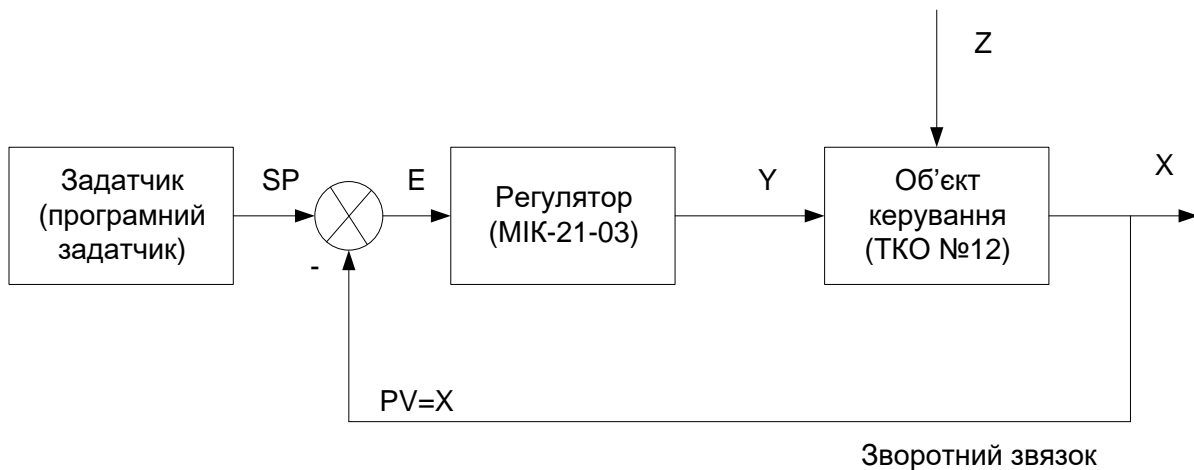 Z
Задатчик
(програмний
задатчик)
SP
-
E
Регулятор
(МІК-21-03)
Y
Об’єкт
керування
(ТКО №12)
X
PV=X
Зворотний звязок